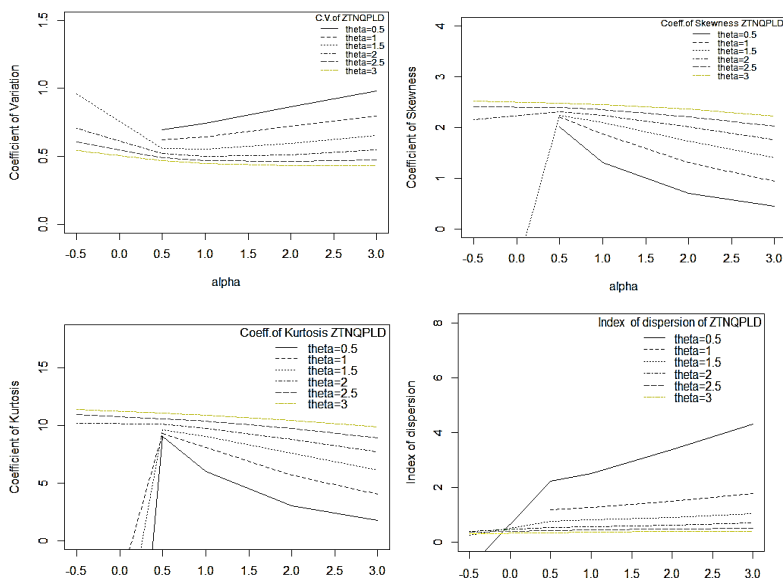 C.V. of ZTNQPLD
theta=0.5
theta=1
theta=1.5
theta=2
theta=2.5
theta=3
Coefficient of Variation
1.5
1.0
0.5
0.0
-0.5 0.0 0.5 1.0 1.5 2.0 2.5 3.0
alpha
Coeff.of Skewness ZTNQPLD
theta=0.5
theta=1
theta=1.5
theta=2
theta=2.5
theta=3
Coefficient of Skewness
4
3
2
1
0
-0.5 0.0 0.5 1.0 1.5 2.0 2.5 3.0
alpha
Coeff.of Kurtosis ZTNQPLD
theta=0.5
theta=1
theta=1.5
theta=2
theta=2.5
theta=3
Coefficient of Kurtosis
15
10
5
0
-0.5 0.0 0.5 1.0 1.5 2.0 2.5 3.0
Index of dispersion of ZTNQPLD
theta=0.5
theta=1
theta=1.5
theta=2
theta=2.5
theta=3
Index of dispersion
8
6
4
2
0
-0.5 0.0 0.5 1.0 1.5 2.0 2.5 3.0